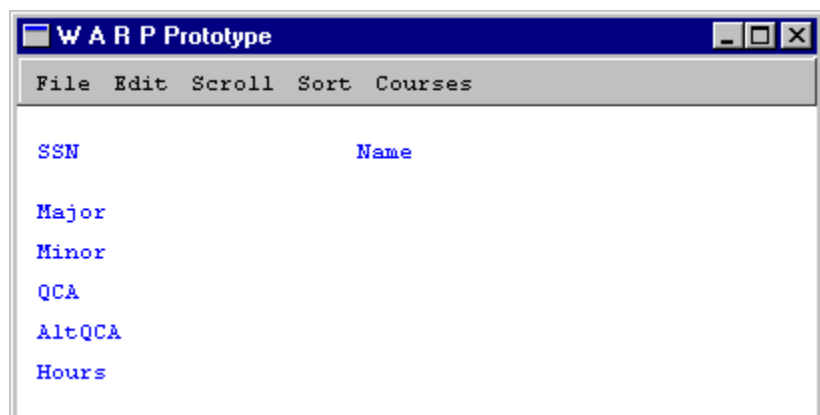 W A R P Prototype
File Edit Scroll Sort Courses
SSN Name
Major
Minor
QCA
AltQCA
Hours